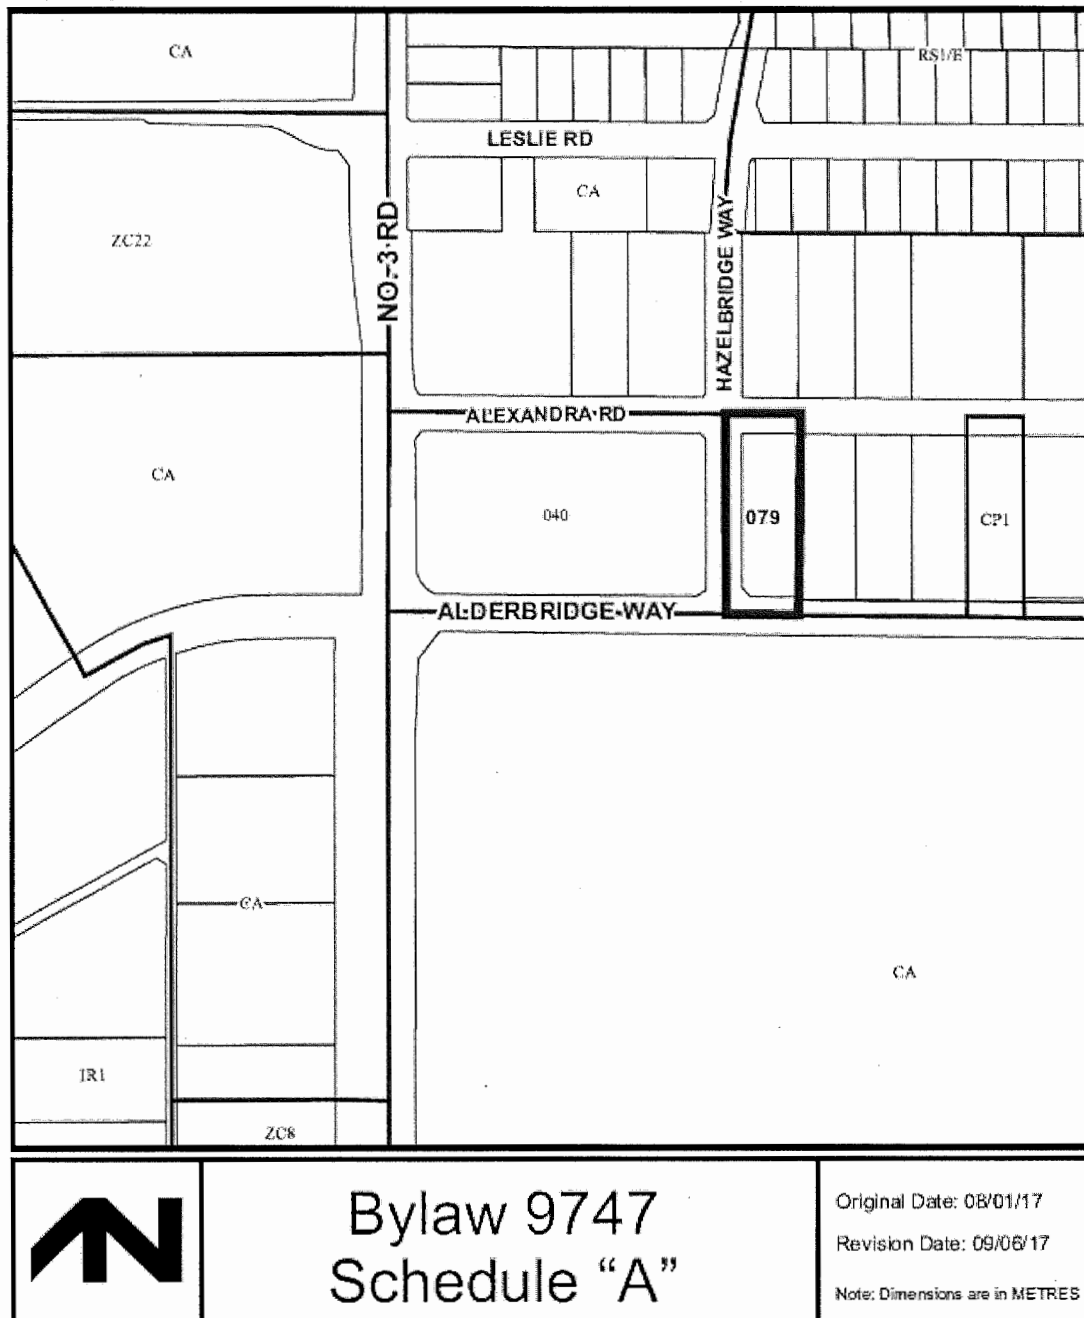 CA
RS1/E
LESLIE RD
CA
NO. 3 RD
HAZELBRIDGE WAY
ZC22
ALEXANDRA RD
CA
040
079
CP1
ALDERBRIDGE WAY
CA
CA
IR1
ZC8
Bylaw 9747
Schedule “A”
Original Date: 08/01/17
Revision Date: 09/06/17
Note: Dimensions are in METRES